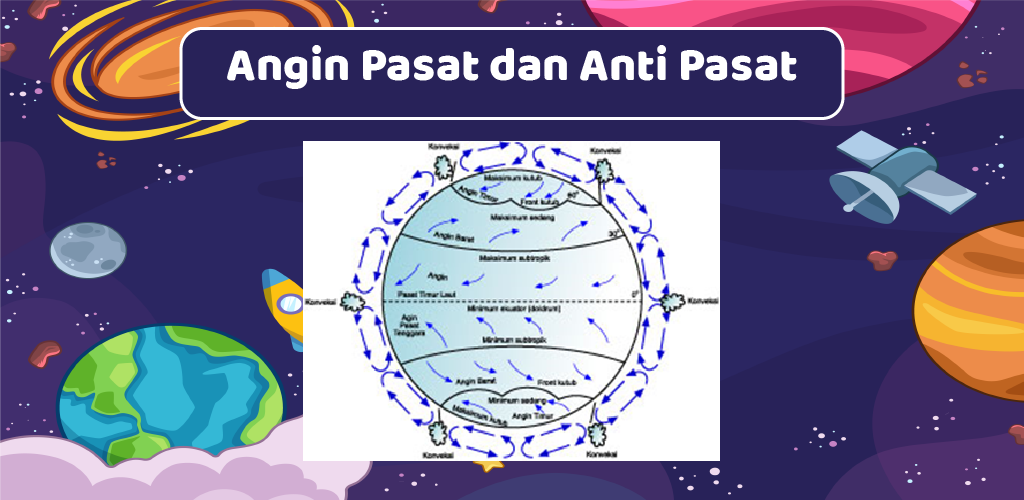 Angin Pasat dan Anti Pasat
Konveksi
Konveksi
Maksimum kutub
Angin Timur
Front kutub
60°
Maksimum sedang
Angin Barat
30°
Maksimum subtropik
Angin
Pasat Timur Laut
0°
Konveksi
Konveksi
Minimum ekuator (doldrum)
Agin
Pasat
Tenggara
Minimum subtropik
Angin Barat
Front kutub
Minimum sedang
Maksimum kutub
Angin Timur
Konveksi
Konveksi